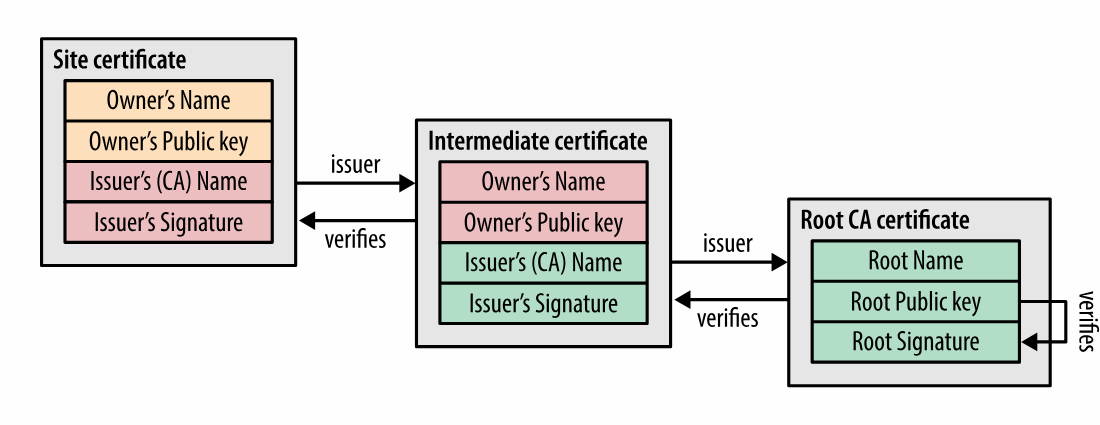 Site certificate
Owner’s Name
Owner’s Public key
Issuer’s (CA) Name
Issuer’s Signature
issuer
verifies
Intermediate certificate
Owner’s Name
Owner’s Public key
Issuer’s (CA) Name
Issuer’s Signature
issuer
verifies
Root CA certificate
Root Name
Root Public key
Root Signature
verifies